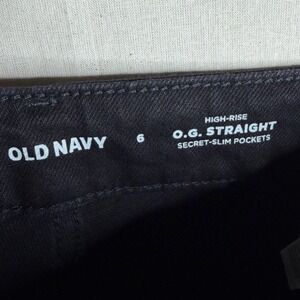 OLD NAVY
6
HIGH-RISE
O.G. STRAIGHT
SECRET-SLIM POCKETS